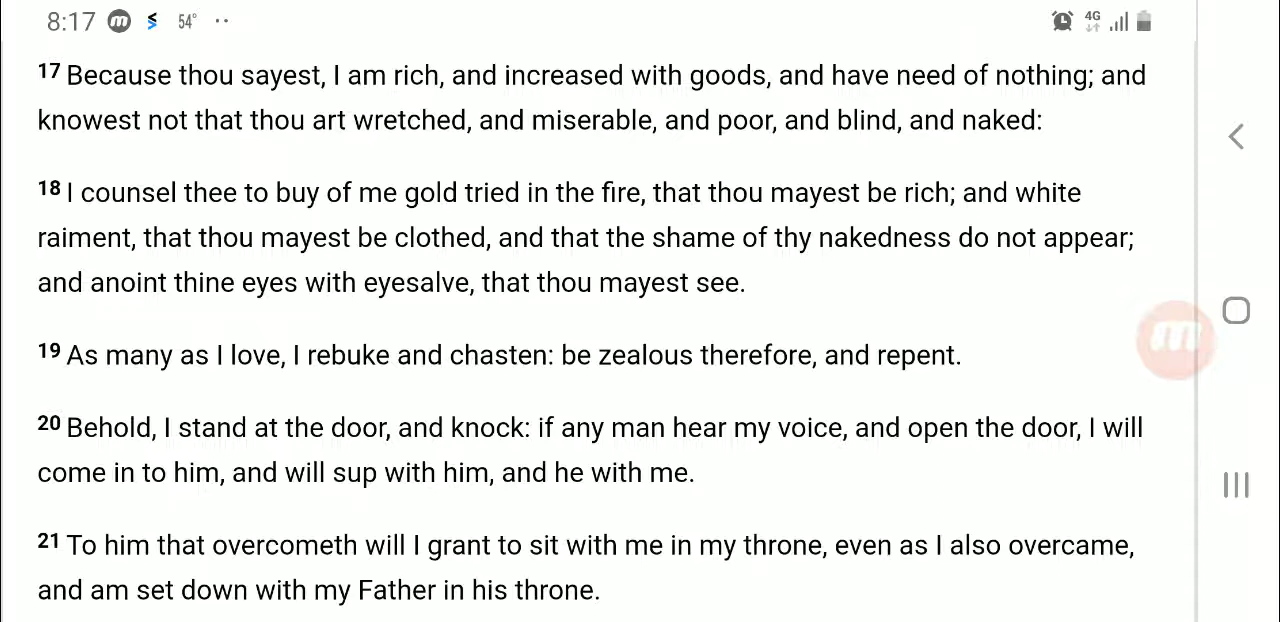 8:17 m 54°
4G
17 Because thou sayest, I am rich, and increased with goods, and have need of nothing; and
knowest not that thou art wretched, and miserable, and poor, and blind, and naked:
18 I counsel thee to buy of me gold tried in the fire, that thou mayest be rich; and white
raiment, that thou mayest be clothed, and that the shame of thy nakedness do not appear;
and anoint thine eyes with eyesalve, that thou mayest see.
19 As many as I love, I rebuke and chasten: be zealous therefore, and repent.
20 Behold, I stand at the door, and knock: if any man hear my voice, and open the door, I will
come in to him, and will sup with him, and he with me.
21 To him that overcometh will I grant to sit with me in my throne, even as I also overcame,
and am set down with my Father in his throne.
m